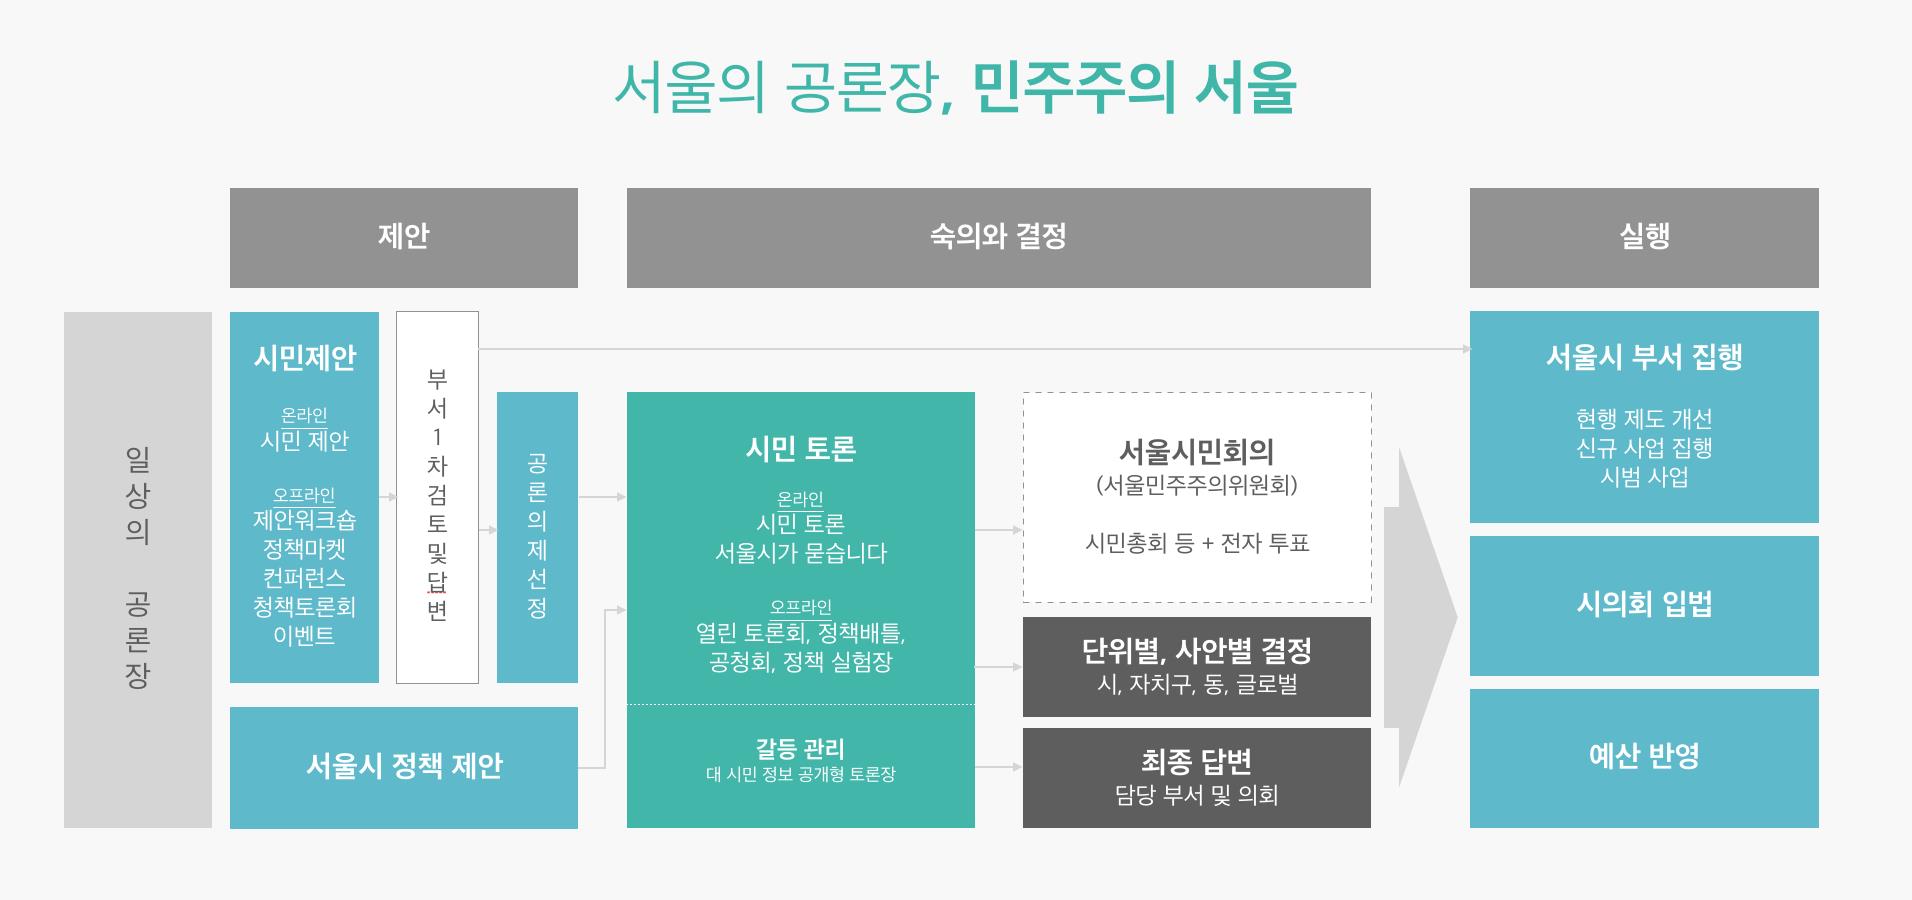 서울의 공론장, 민주주의 서울
제안
숙의와 결정
실행
일상의 공론장
시민제안
온라인
시민 제안
오프라인
제안워크숍
정책마켓
컨퍼런스
청책토론회
이벤트
부서1차검토및답변
공론의제선정
서울시 정책 제안
시민 토론
온라인
시민 토론
서울시가 묻습니다
오프라인
열린 토론회, 정책배틀,
공청회, 정책 실험장
갈등 관리
대 시민 정보 공개형 토론장
서울시민회의
(서울민주주의위원회)
시민총회 등 + 전자 투표
단위별, 사안별 결정
시, 자치구, 동, 글로벌
최종 답변
담당 부서 및 의회
서울시 부서 집행
현행 제도 개선
신규 사업 집행
시범 사업
시의회 입법
예산 반영